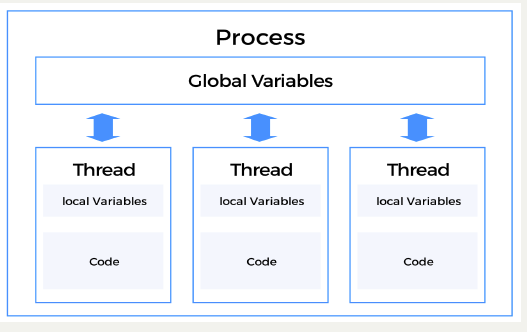 Process
Global Variables
Thread
Thread
Thread
local Variables
local Variables
local Variables
Code
Code
Code